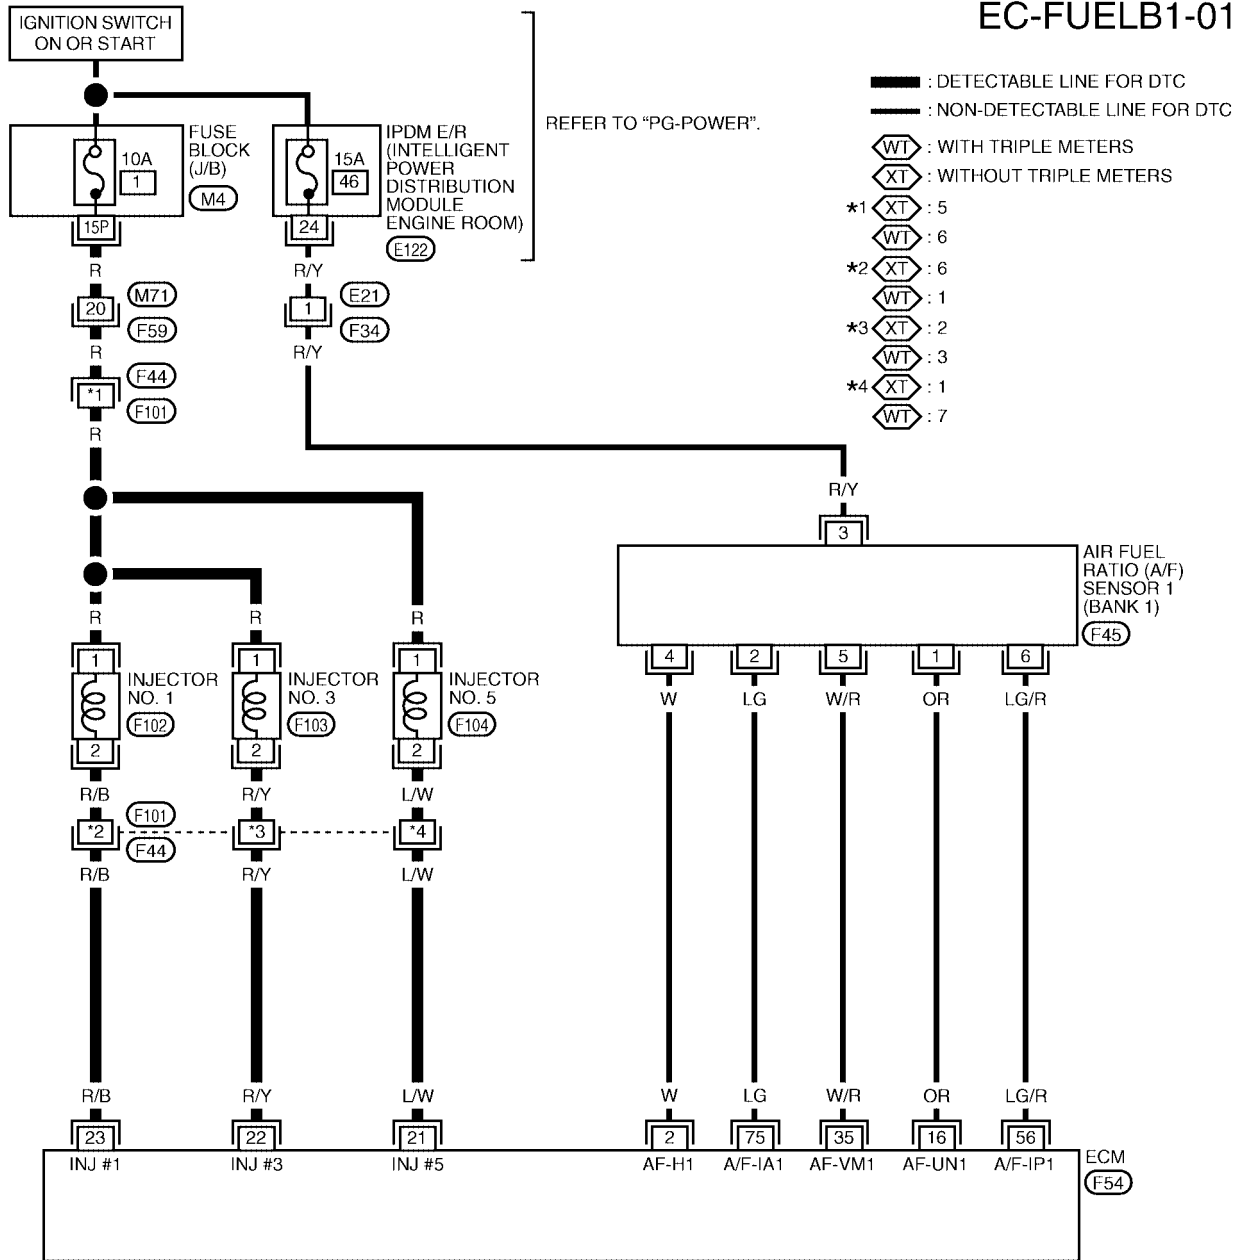 EC-FUELB1-01
IGNITION SWITCH
ON OR START
REFER TO "PG-POWER".
: DETECTABLE LINE FOR DTC
: NON-DETECTABLE LINE FOR DTC
WT : WITH TRIPLE METERS
XT : WITHOUT TRIPLE METERS
*1 XT : 5
WT : 6
*2 XT : 6
WT : 1
*3 XT : 2
WT : 3
*4 XT : 1
WT : 7
10A
1
FUSE
BLOCK
(J/B)
M4
15A
46
IPDM E/R
(INTELLIGENT
POWER
DISTRIBUTION
MODULE
ENGINE ROOM)
E122
15P
24
R
R/Y
20
M71
F59
1
E21
F34
R
R/Y
*1
F44
F101
R
R/Y
3
AIR FUEL
RATIO (A/F)
SENSOR 1
(BANK 1)
F45
R
R
R
1
INJECTOR
NO. 1
F102
2
1
INJECTOR
NO. 3
F103
2
1
INJECTOR
NO. 5
F104
2
4
2
5
1
6
W
LG
W/R
OR
LG/R
R/B
R/Y
L/W
*2
F101
F44
*3
*4
R/B
R/Y
L/W
R/B
R/Y
L/W
W
LG
W/R
OR
LG/R
23
22
21
2
75
35
16
56
INJ #1
INJ #3
INJ #5
AF-H1
A/F-IA1
AF-VM1
AF-UN1
A/F-IP1
ECM
F54